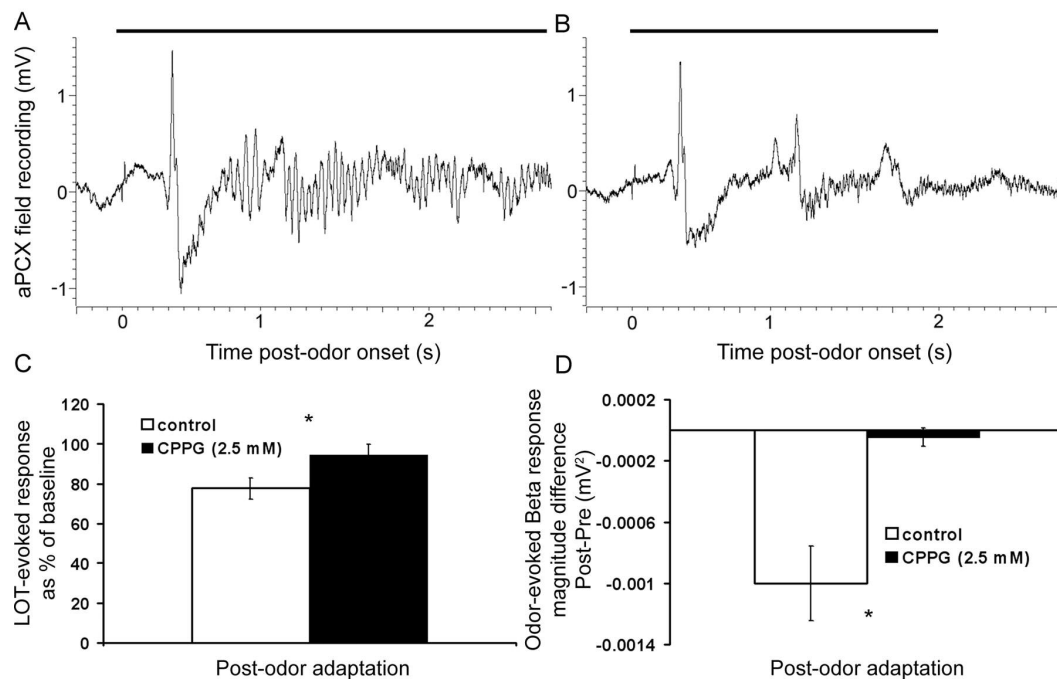 A
aPCX field recording (mV)
1
0
-1
0
1
2
Time post-odor onset (s)
B
1
0
-1
0
1
2
Time post-odor onset (s)
C
LOT-evoked response
as % of baseline
120
100
80
60
40
20
0
control
CPPG (2.5 mM)
*
Post-odor adaptation
D
Odor-evoked Beta response
magnitude difference
Post-Pre (mV²)
0.0002
-0.0002
-0.0006
-0.001
-0.0014
control
CPPG (2.5 mM)
*
Post-odor adaptation